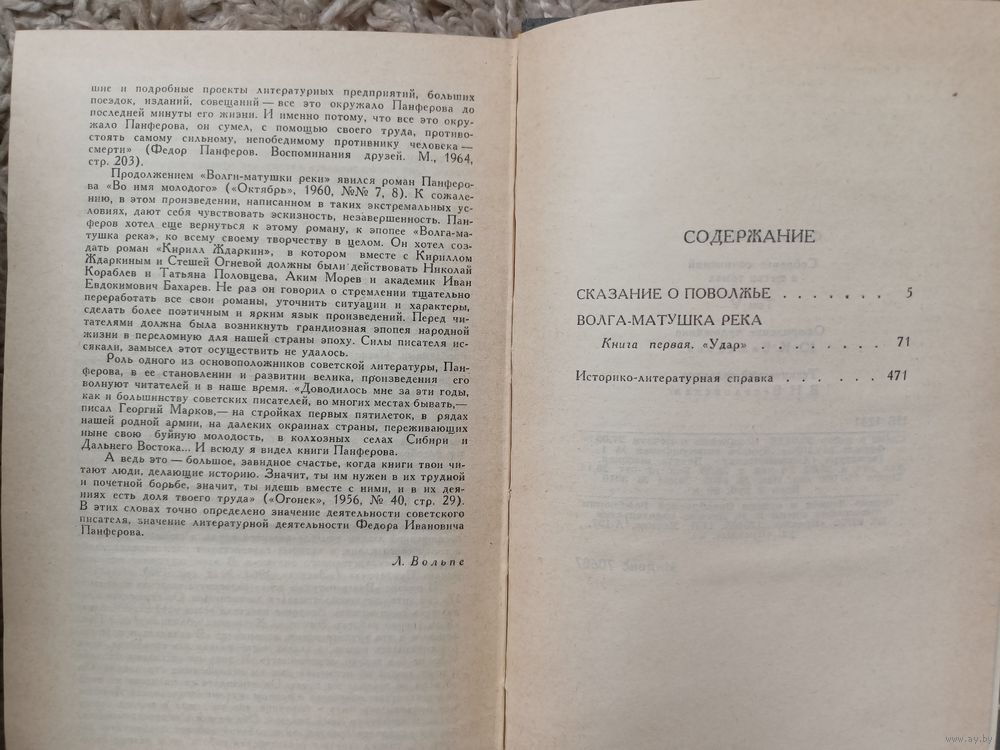 шие и подробные проекты литературных предприятий, больших
поездок, изданий, совещаний — все это окружало Панферова до
последней минуты его жизни. И именно потому, что все это окру-
жало Панферова, он сумел, с помощью своего труда, противо-
стоять самому сильному, непобедимому противнику человека —
смерти» (Федор Панферов. Воспоминания друзей. М., 1964,
стр. 203).
Продолжением «Волги-матушки реки» явился роман Панферо-
ва «Во имя молодого» («Октябрь», 1960, №№ 7, 8). К сожале-
нию, в этом произведении, написанном в таких экстремальных ус-
ловиях, дают себя чувствовать эскизность, незавершенность. Пан-
феров хотел еще вернуться к этому роману, к эпопее «Волга-ма-
тушка река», ко всему своему творчеству в целом. Он хотел соз-
дать роман «Кирилл Ждаркин», в котором вместе с Кириллом
Ждаркиным и Стешей Огневой должны были действовать Николай
Кораблев и Татьяна Половцева, Аким Морев и академик Иван
Евдокимович Бахарев. Не раз он говорил о стремлении тщательно
переработать все свои романы, уточнить ситуации и характеры,
сделать более поэтичным и ярким язык произведений. Перед чи-
тателями должна была возникнуть грандиозная эпопея народной
жизни в переломную для нашей страны эпоху. Силы писателя ис-
сякали, замысел этот осуществить не удалось.
Роль одного из основоположников советской литературы, Пан-
ферова, в ее становлении и развитии велика, произведения его
волнуют читателей и в наше время. «Доводилось мне за эти годы,
как и большинству советских писателей, во многих местах бывать,—
писал Георгий Марков,— на стройках первых пятилеток, в рядах
нашей родной армии, на далеких окраинах страны, переживающих
ныне свою буйную молодость, в колхозных селах Сибири и
Дальнего Востока... И всюду я видел книги Панферова.
А ведь это — большое, завидное счастье, когда книги твои чи-
тают люди, делающие историю. Значит, ты им нужен в их трудной
и почетной борьбе, значит, ты идешь вместе с ними, и в их дея-
ниях есть доля твоего труда» («Огонек», 1956, № 40, стр. 29).
В этих словах точно определено значение деятельности советского
писателя, значение литературной деятельности Федора Ивановича
Панферова.
Л. Вольпе
СОДЕРЖАНИЕ
СКАЗАНИЕ О ПОВОЛЖЬЕ . . . . . . . 5
ВОЛГА-МАТУШКА РЕКА
Книга первая. «Удар» . . . . . . . . 71
Историко-литературная справка . . . . . . 471
www.ay.by